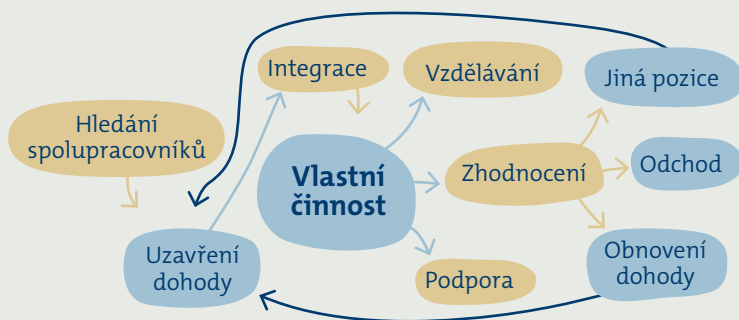 Integrace
Vzdělávání
Jiná pozice
Hledání
spolupracovníků
Vlastní
činnost
Zhodnocení
Odchod
Uzavření
dohody
Podpora
Obnovení
dohody